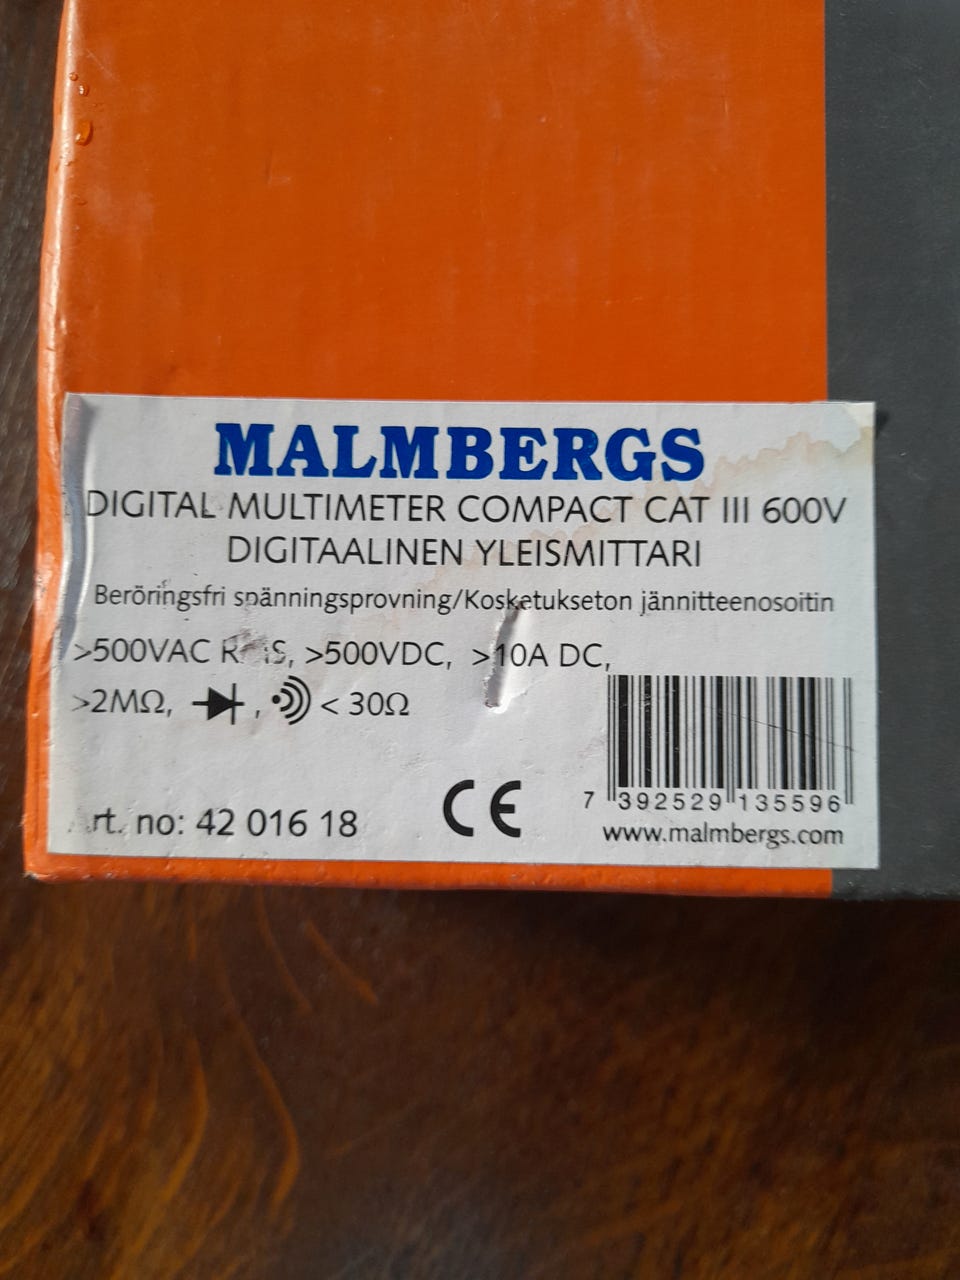 MALMBERGS
DIGITAL MULTIMETER COMPACT CAT III 600V
DIGITAALINEN YLEISMITTARI
Beröringsfri spänningsprovning/Kosketukseton jännitteenosoitin
>500VAC, >500VDC, >10A DC,
>2MΩ, , < 30Ω
CE
no: 42 016 18
7 392529 135596
www.malmbergs.com